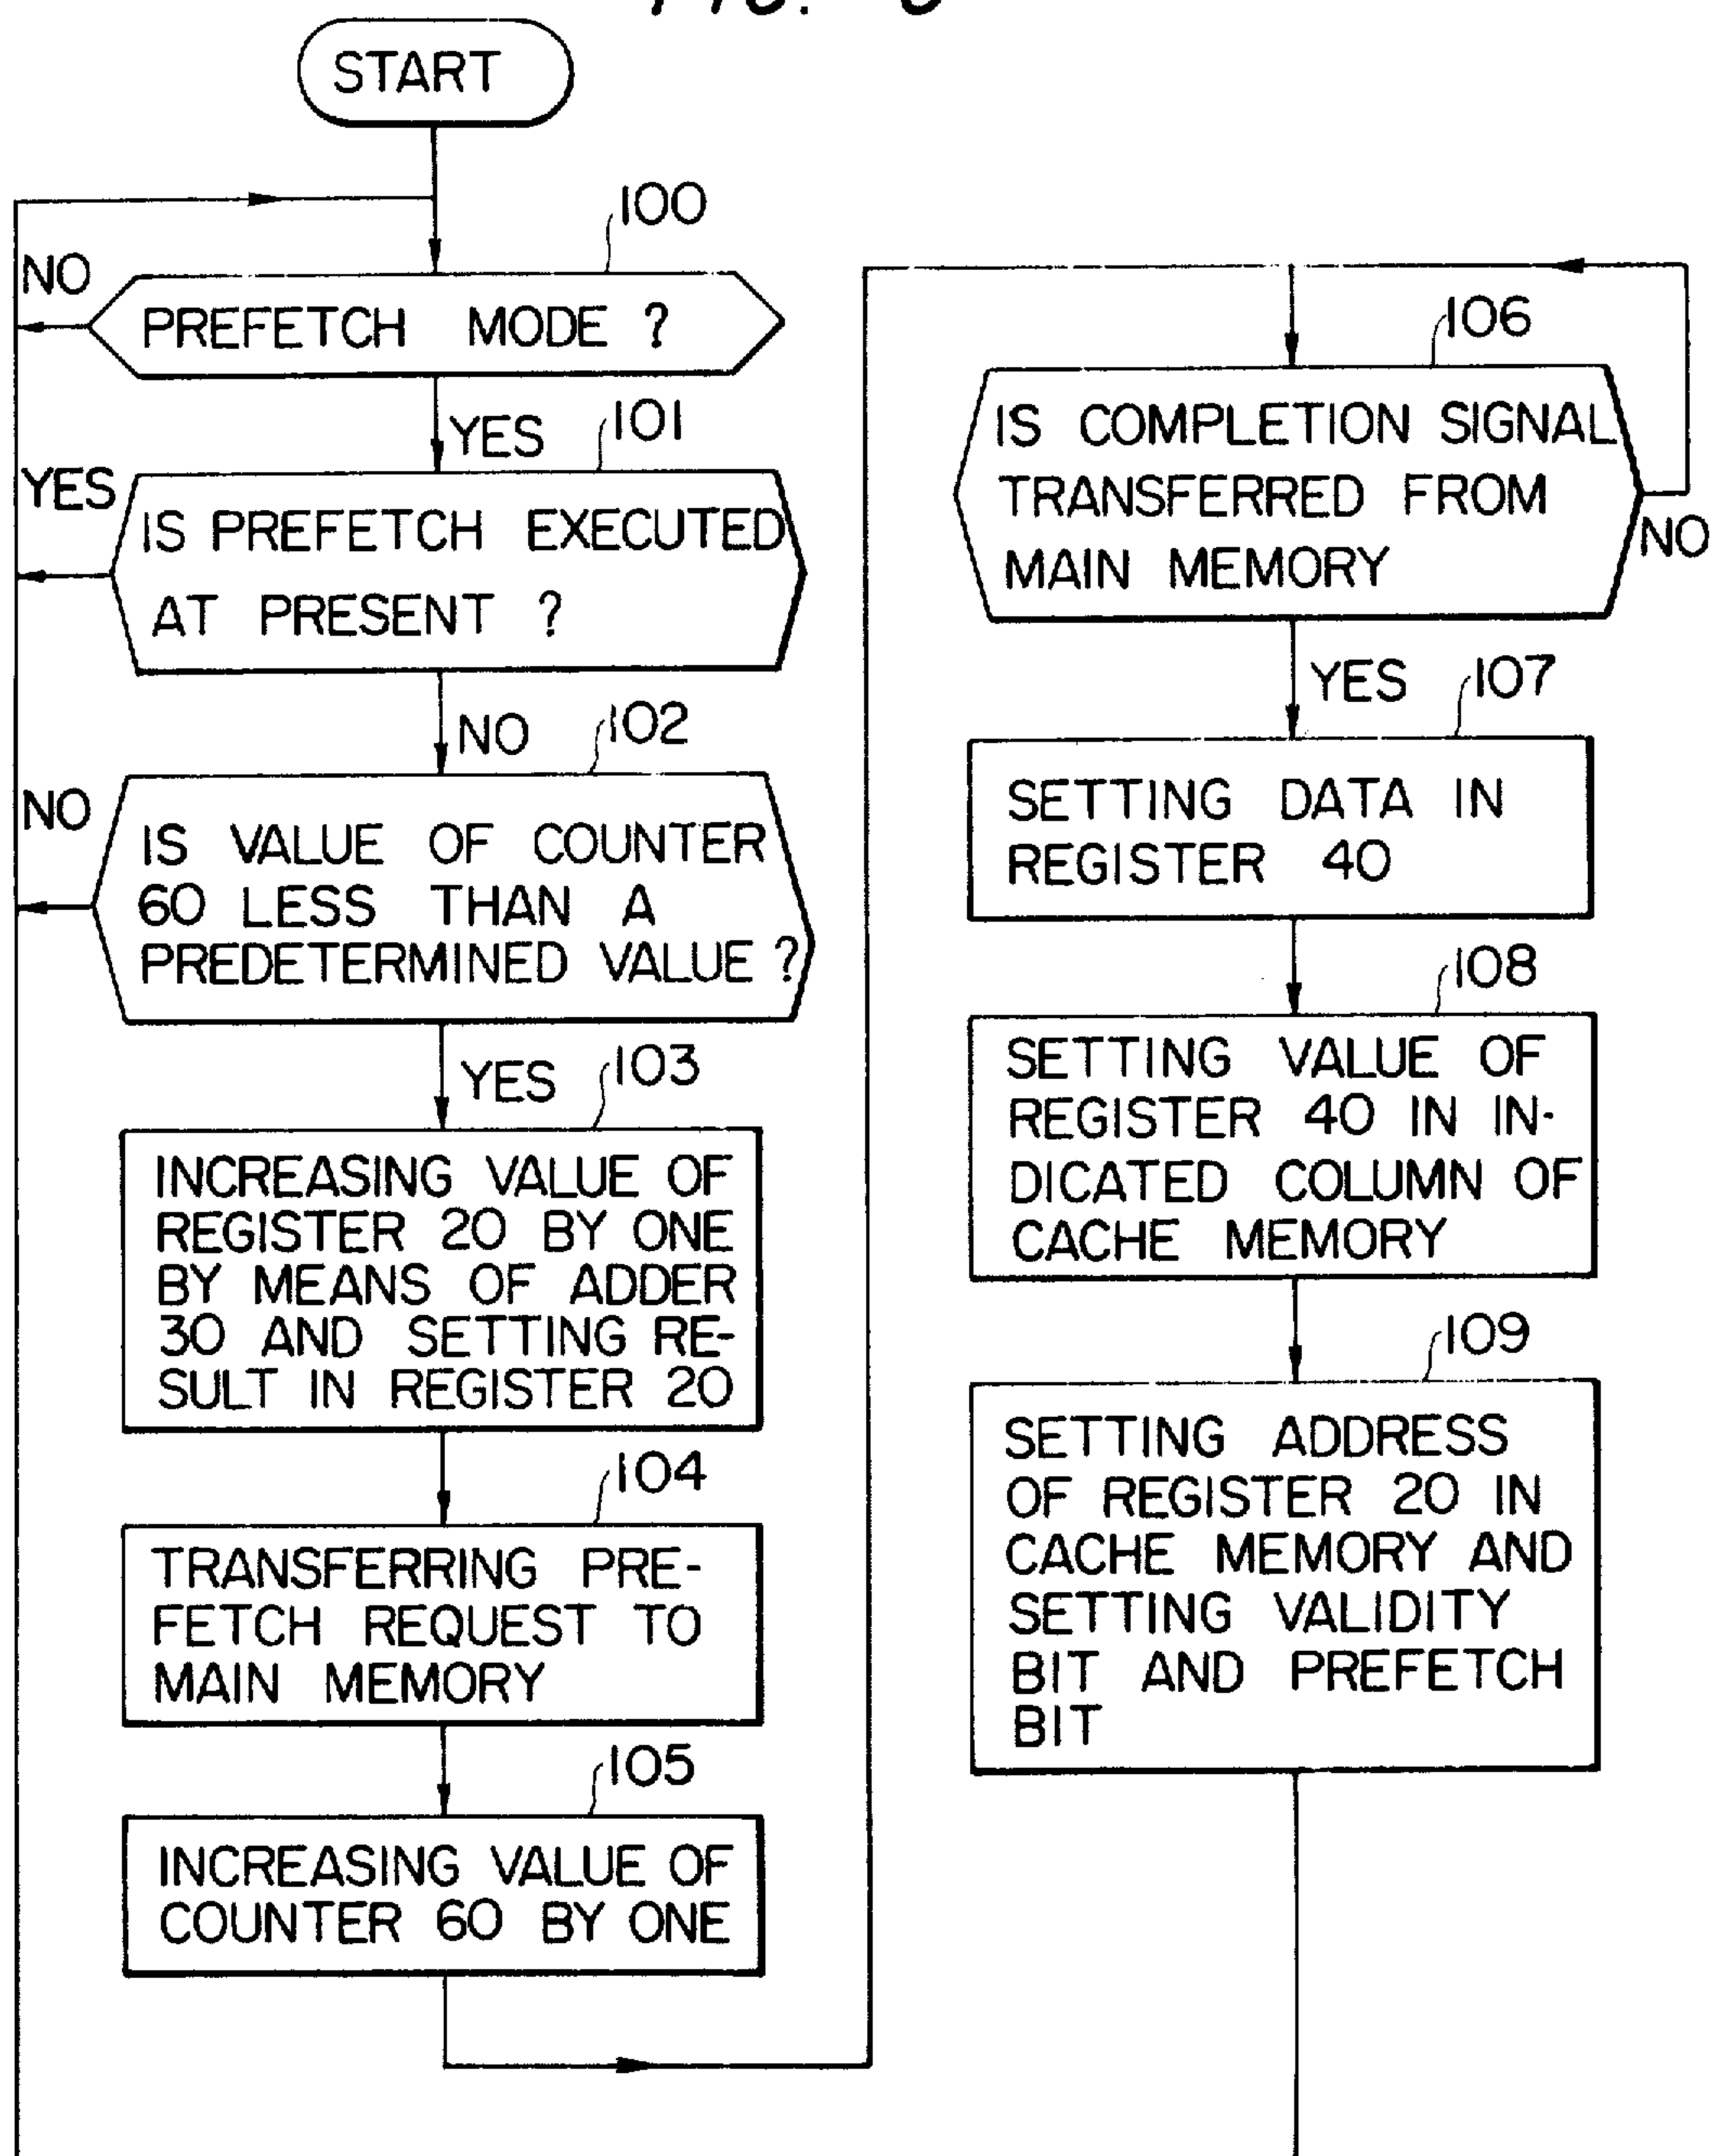 START
100
NO
PREFETCH MODE ?
YES
101
YES
IS PREFETCH EXECUTED
AT PRESENT ?
NO
102
NO
IS VALUE OF COUNTER
60 LESS THAN A
PREDETERMINED VALUE ?
YES
103
INCREASING VALUE OF
REGISTER 20 BY ONE
BY MEANS OF ADDER
30 AND SETTING RE-
SULT IN REGISTER 20
104
TRANSFERRING PRE-
FETCH REQUEST TO
MAIN MEMORY
105
INCREASING VALUE OF
COUNTER 60 BY ONE
106
IS COMPLETION SIGNAL
TRANSFERRED FROM
MAIN MEMORY
NO
YES
107
SETTING DATA IN
REGISTER 40
108
SETTING VALUE OF
REGISTER 40 IN IN-
DICATED COLUMN OF
CACHE MEMORY
109
SETTING ADDRESS
OF REGISTER 20 IN
CACHE MEMORY AND
SETTING VALIDITY
BIT AND PREFETCH
BIT